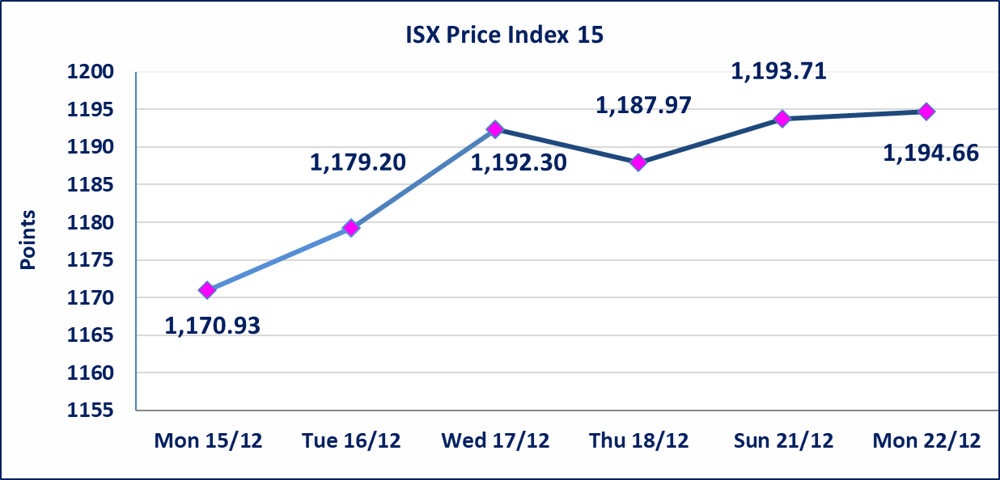 ISX Price Index 15
Points
1200
1195
1190
1185
1180
1175
1170
1165
1160
1155
1,170.93
1,179.20
1,192.30
1,187.97
1,193.71
1,194.66
Mon 15/12
Tue 16/12
Wed 17/12
Thu 18/12
Sun 21/12
Mon 22/12